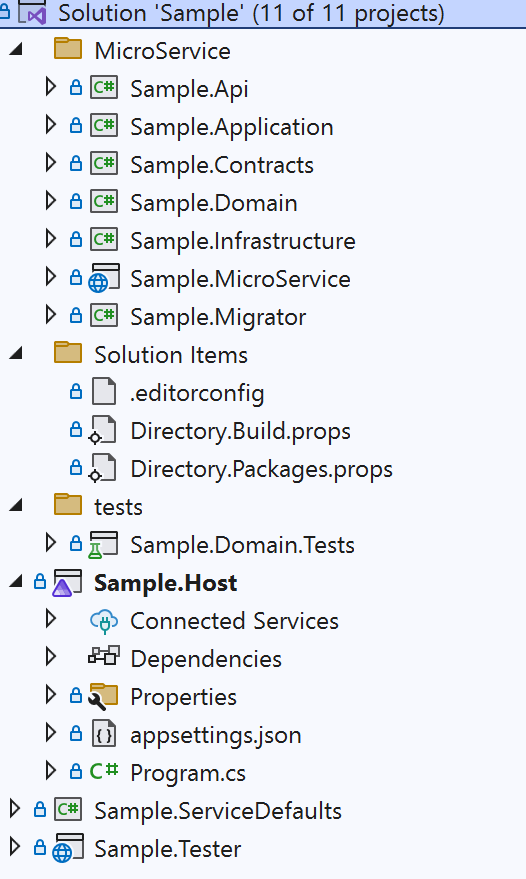 Solution 'Sample' (11 of 11 projects)
MicroService
C# Sample.Api
C# Sample.Application
C# Sample.Contracts
C# Sample.Domain
C# Sample.Infrastructure
Sample.MicroService
C# Sample.Migrator
Solution Items
.editorconfig
Directory.Build.props
Directory.Packages.props
tests
Sample.Domain.Tests
Sample.Host
Connected Services
Dependencies
Properties
appsettings.json
C# Program.cs
C# Sample.ServiceDefaults
Sample.Tester